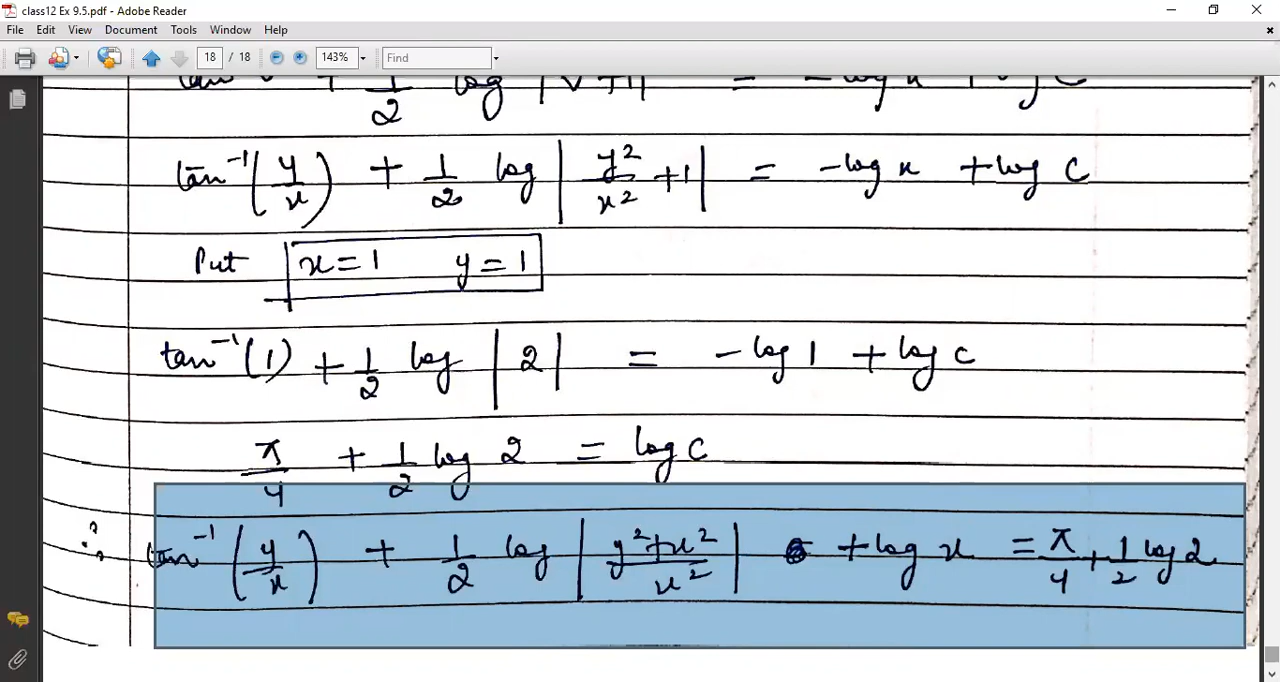 class12 Ex 9.5.pdf - Adobe Reader
File Edit View Document Tools Window Help
18 / 18 143% Find
tan⁻¹(y/x) + 1/2 log |y²/x² + 1| = -log x + log C
Put x = 1 y = 1
tan⁻¹(1) + 1/2 log |2| = -log 1 + log C
π/4 + 1/2 log 2 = log C
∴ tan⁻¹(y/x) + 1/2 log |(y² + x²)/x²| + log x = π/4 + 1/2 log 2